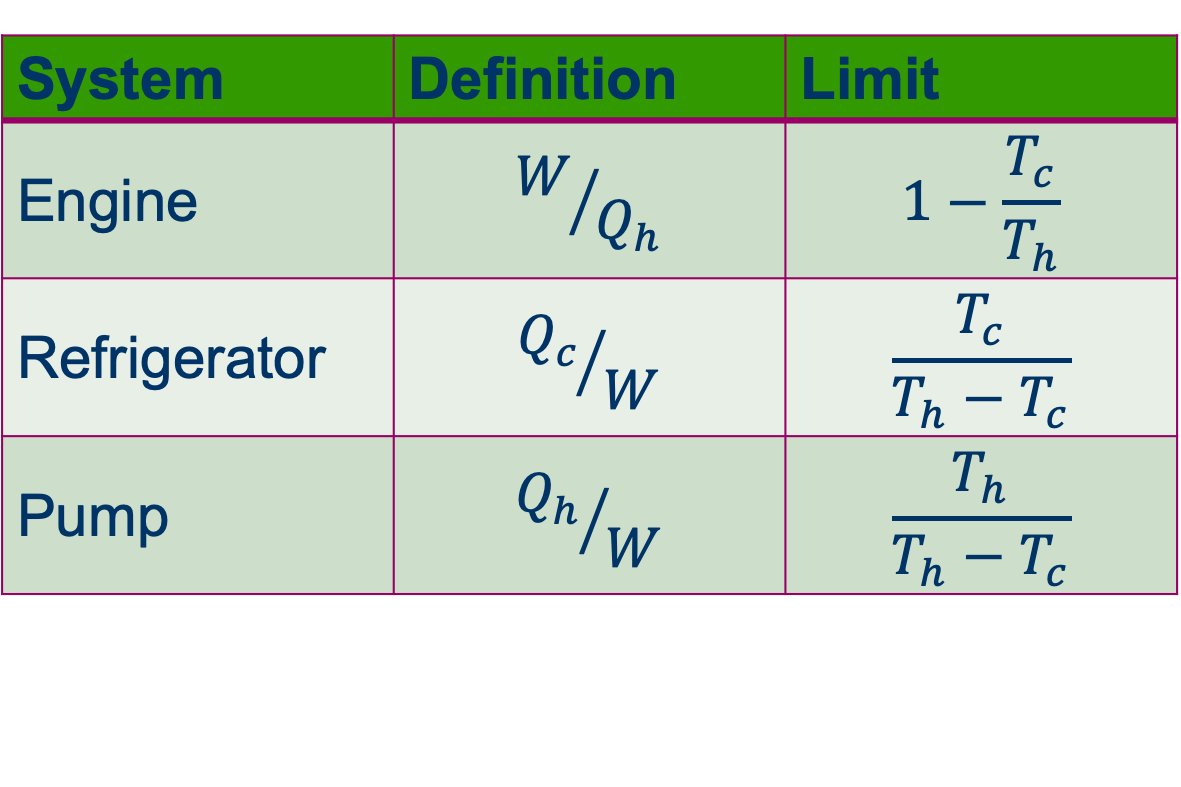 System Definition Limit
Engine W/Q_h 1 − T_c/T_h
Refrigerator Q_c/W T_c/(T_h − T_c)
Pump Q_h/W T_h/(T_h − T_c)